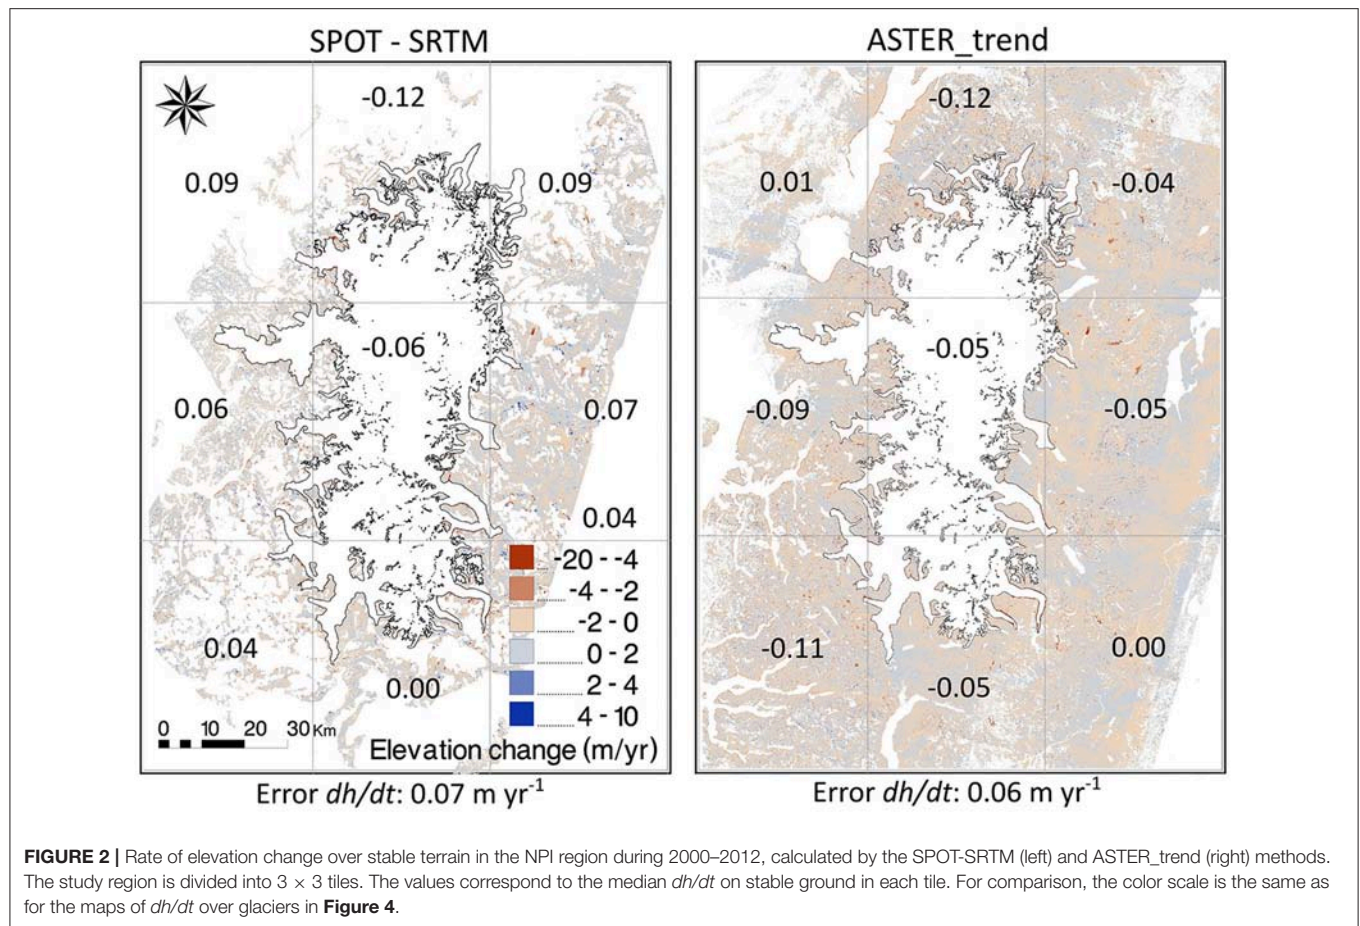 SPOT - SRTM
-0.12
0.09
0.09
-0.06
0.06
0.07
0.04
-20 - -4
-4 - -2
-2 - 0
0 - 2
2 - 4
4 - 10
0.04
0.00
0 10 20 30 Km
Elevation change (m/yr)
Error dh/dt: 0.07 m yr-1
ASTER_trend
-0.12
0.01
-0.04
-0.05
-0.09
-0.05
-0.11
0.00
-0.05
Error dh/dt: 0.06 m yr-1
FIGURE 2 | Rate of elevation change over stable terrain in the NPI region during 2000–2012, calculated by the SPOT-SRTM (left) and ASTER_trend (right) methods.
The study region is divided into 3 × 3 tiles. The values correspond to the median dh/dt on stable ground in each tile. For comparison, the color scale is the same as
for the maps of dh/dt over glaciers in Figure 4.